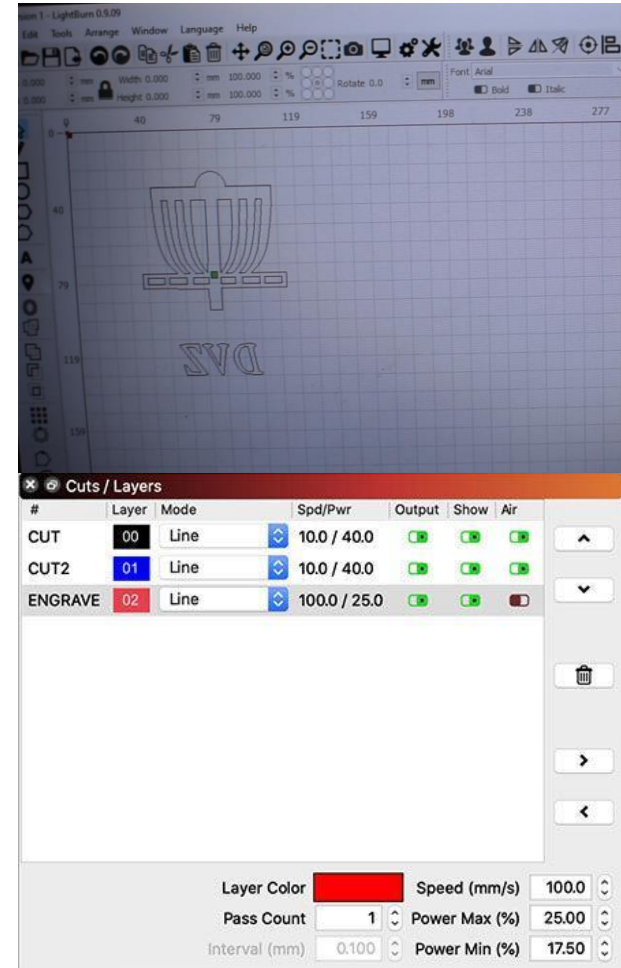 sion 1 - LightBurn 0.9.09
Edit Tools Arrange Window Language Help
0.000 mm Width 0.000 mm 100.000 % Rotate 0.0 mm Font Arial
0.000 mm Height 0.000 mm 100.000 % Bold Italic
0 40 79 119 159 198 238 277
0
40
A
79
119
DVZ
159
Cuts / Layers
# Layer Mode Spd/Pwr Output Show Air
CUT 00 Line 10.0 / 40.0
CUT2 01 Line 10.0 / 40.0
ENGRAVE 02 Line 100.0 / 25.0
Layer Color Speed (mm/s) 100.0
Pass Count 1 Power Max (%) 25.00
Interval (mm) 0.100 Power Min (%) 17.50